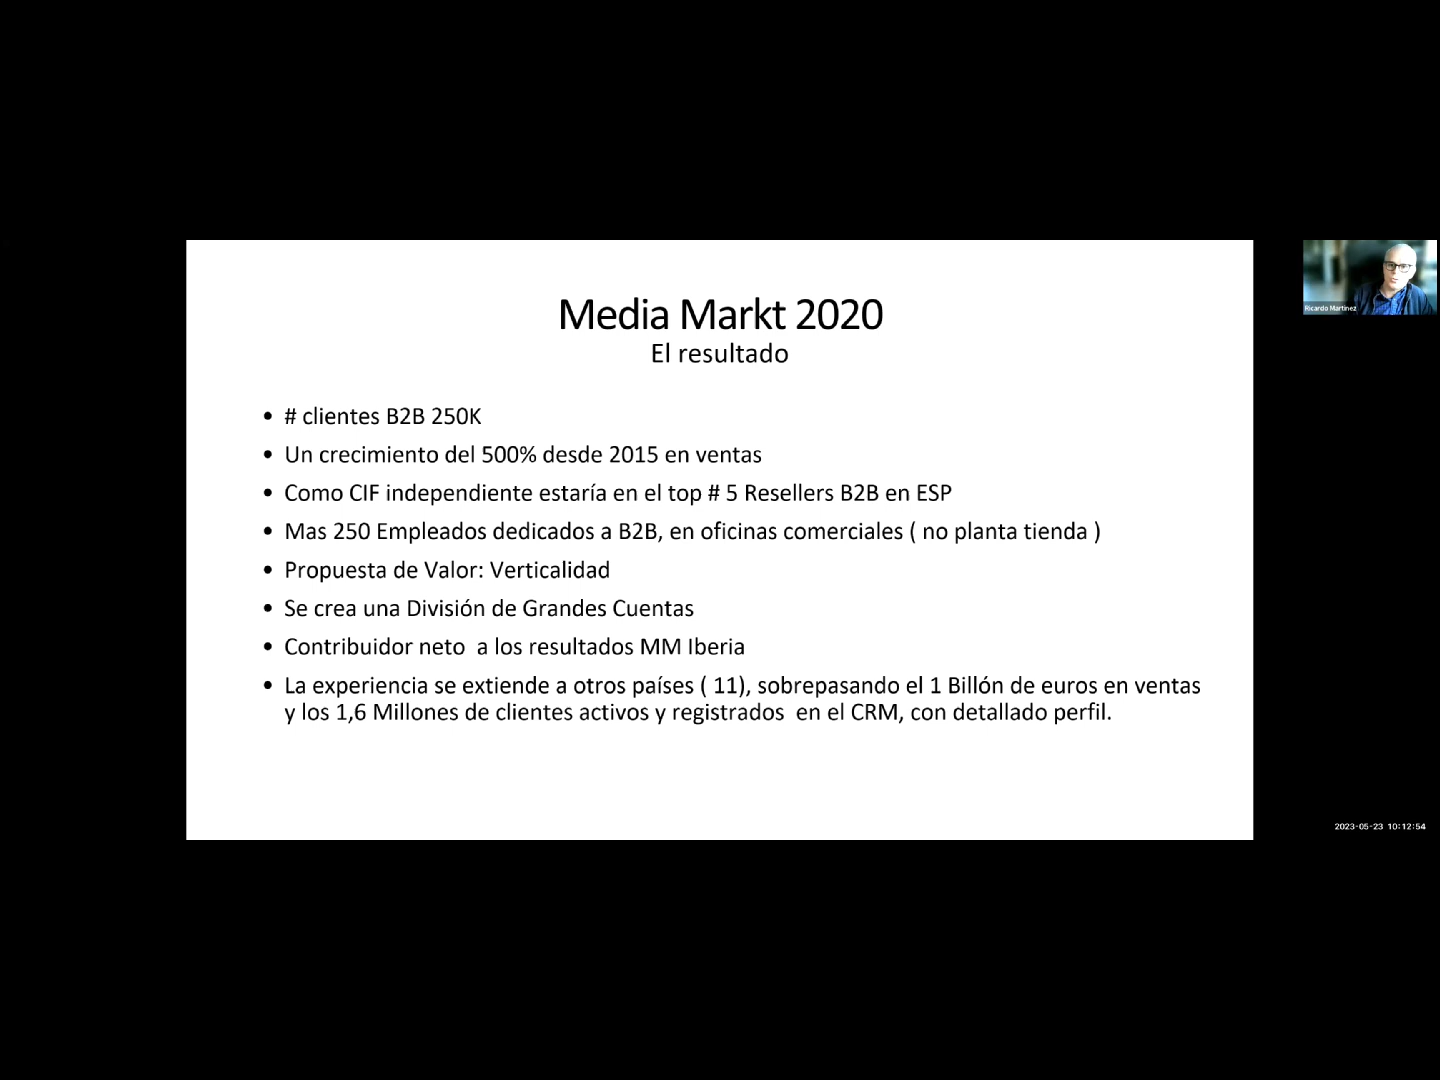 Media Markt 2020
El resultado
• # clientes B2B 250K
• Un crecimiento del 500% desde 2015 en ventas
• Como CIF independiente estaría en el top # 5 Resellers B2B en ESP
• Mas 250 Empleados dedicados a B2B, en oficinas comerciales ( no planta tienda )
• Propuesta de Valor: Verticalidad
• Se crea una División de Grandes Cuentas
• Contribuidor neto  a los resultados MM Iberia
• La experiencia se extiende a otros países ( 11), sobrepasando el 1 Billón de euros en ventas
y los 1,6 Millones de clientes activos y registrados  en el CRM, con detallado perfil.
Ricardo Martinez
2023-05-23 10:12:54